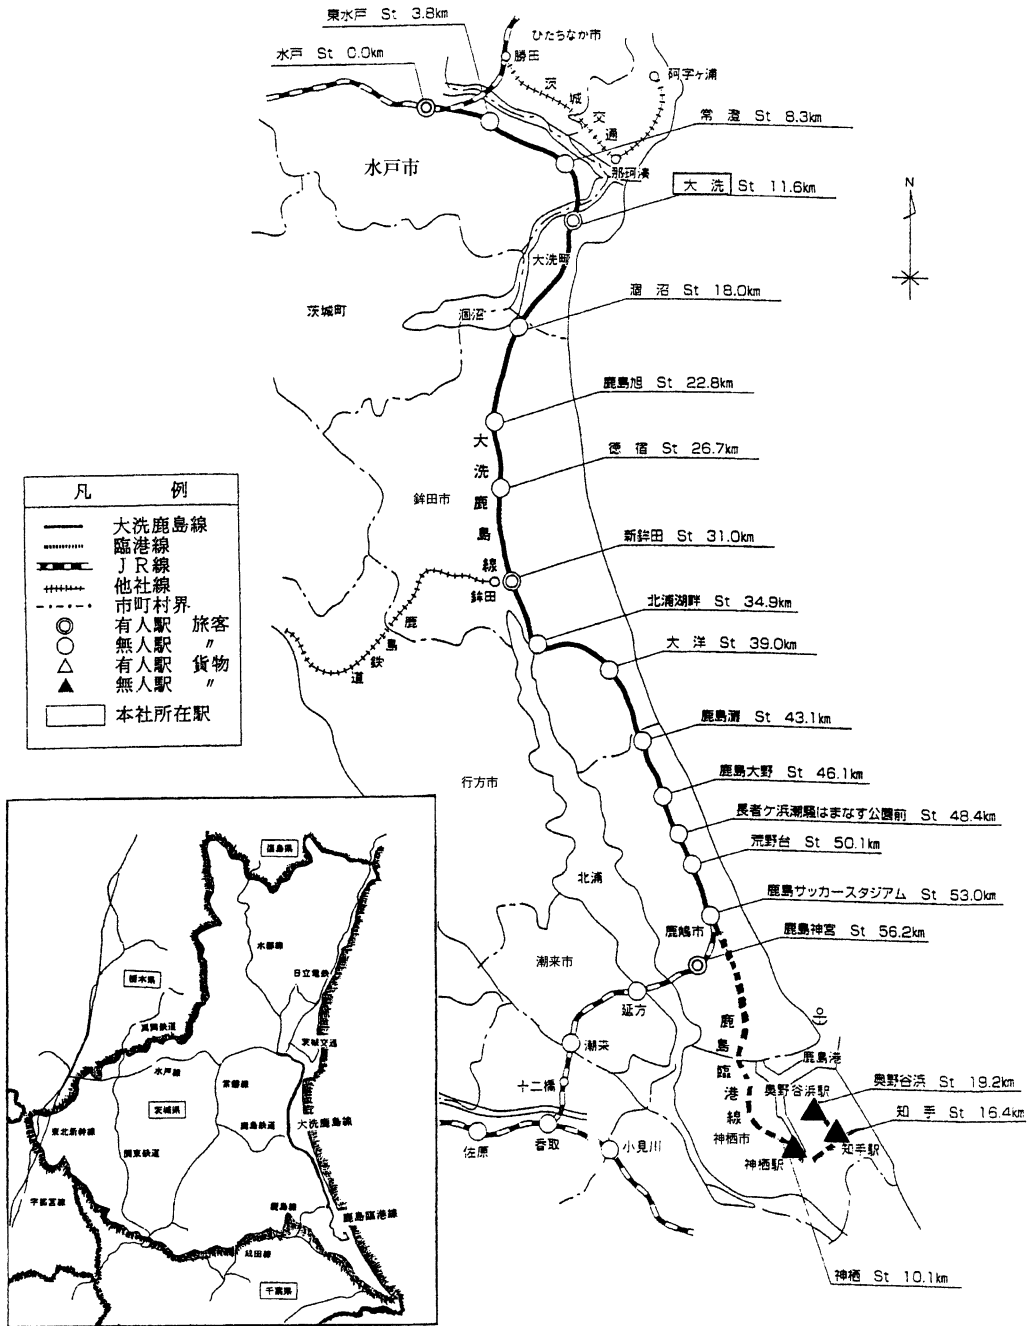 東水戸 St 3.8km
ひたちなか市
水戸 St 0.0km
勝田
阿字ヶ浦
茨城交通
常澄 St 8.3km
水戸市
那珂湊
大洗 St 11.6km
N
大洗町
涸沼 St 18.0km
茨城町
涸沼
鹿島旭 St 22.8km
大洗鹿島線
徳宿 St 26.7km
鉾田市
新鉾田 St 31.0km
鉾田
北浦湖畔 St 34.9km
鹿島鉄道
大洋 St 39.0km
鹿島灘 St 43.1km
行方市
鹿島大野 St 46.1km
長者ケ浜潮騒はまなす公園前 St 48.4km
荒野台 St 50.1km
北浦
鹿島サッカースタジアム St 53.0km
鹿嶋市
鹿島神宮 St 56.2km
潮来市
延方
鹿島臨港線
潮来
鹿島港
十二橋
奥野谷浜駅
奥野谷浜 St 19.2km
知手 St 16.4km
神栖市
知手駅
神栖駅
佐原
香取
小見川
神栖 St 10.1km
凡例
大洗鹿島線
臨港線
JR線
他社線
市町村界
有人駅 旅客
無人駅 〃
有人駅 貨物
無人駅 〃
本社所在駅
福島県
水郡線
日立電鉄
栃木県
真岡鉄道
茨城交通
水戸線
常磐線
茨城県
大洗鹿島線
鹿島鉄道
東北新幹線
関東鉄道
宇都宮線
鹿島線
鹿島臨港線
成田線
千葉県